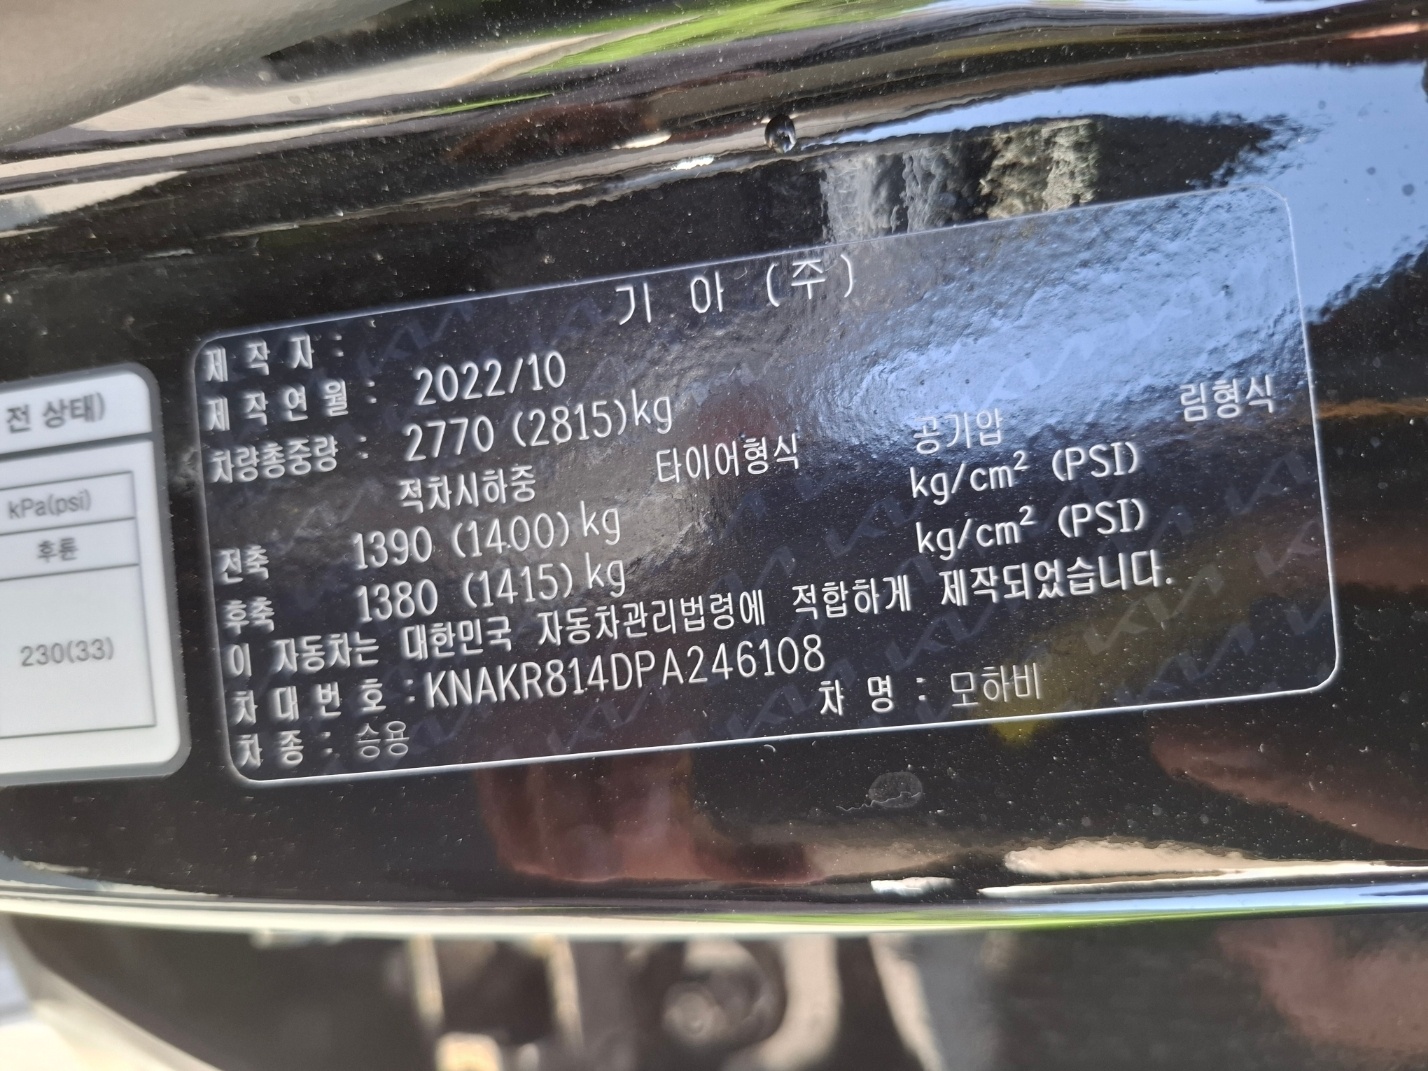 전 상태)
kPa(psi)
후륜
230(33)
제작자 : 기 아 (주)
제작연월 : 2022/10
차량총중량 : 2770 (2815)kg
적차시하중 타이어형식 공기압 림형식
전축 1390 (1400)kg kg/cm² (PSI)
후축 1380 (1415)kg kg/cm² (PSI)
이 자동차는 대한민국 자동차관리법령에 적합하게 제작되었습니다.
차대번호 : KNAKR814DPA246108
차종 : 승용 차명 : 모하비